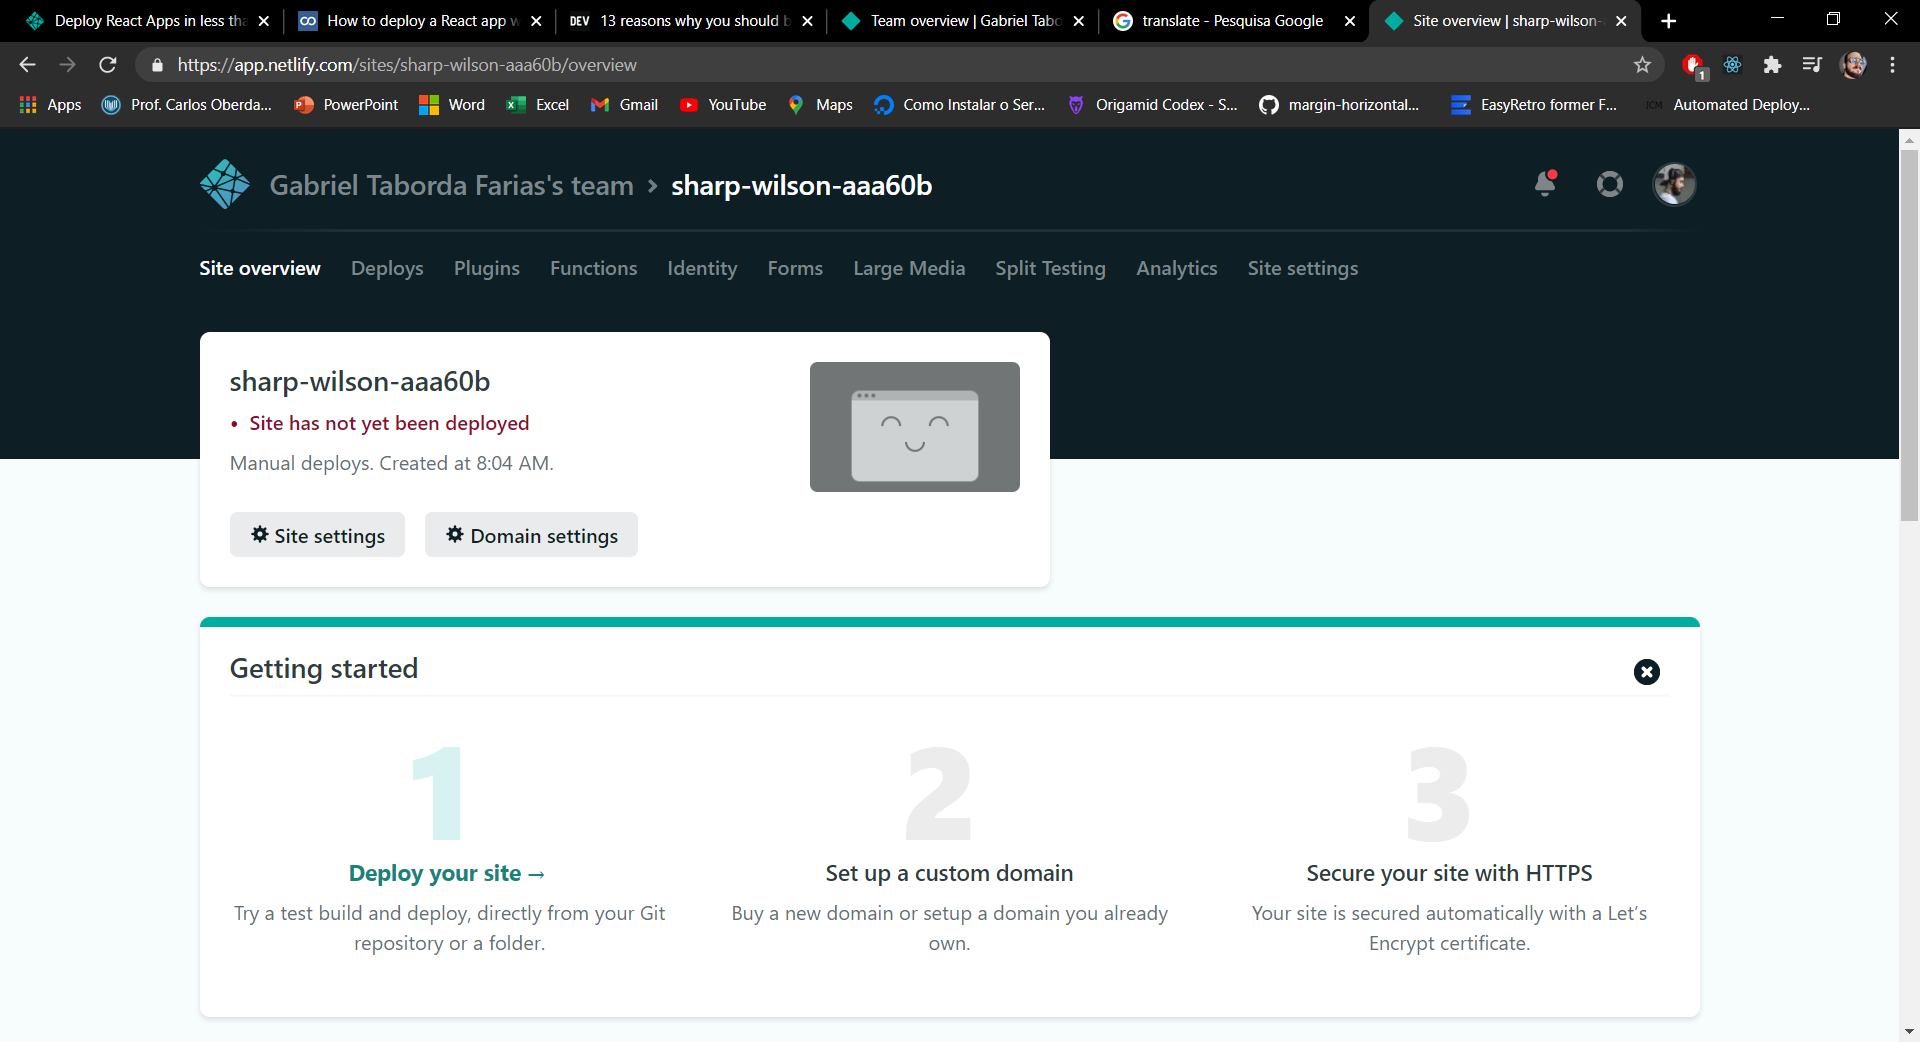 Deploy React Apps in less tha
How to deploy a React app w
DEV 13 reasons why you should b
Team overview | Gabriel Tabo
translate - Pesquisa Google
Site overview | sharp-wilson-
https://app.netlify.com/sites/sharp-wilson-aaa60b/overview
1
Apps
Prof. Carlos Oberda...
PowerPoint
Word
Excel
Gmail
YouTube
Maps
Como Instalar o Ser...
Origamid Codex - S...
margin-horizontal...
EasyRetro former F...
JCM Automated Deploy...
Gabriel Taborda Farias's team > sharp-wilson-aaa60b
Site overview Deploys Plugins Functions Identity Forms Large Media Split Testing Analytics Site settings
sharp-wilson-aaa60b
• Site has not yet been deployed
Manual deploys. Created at 8:04 AM.
Site settings
Domain settings
Getting started
1
Deploy your site →
Try a test build and deploy, directly from your Git
repository or a folder.
2
Set up a custom domain
Buy a new domain or setup a domain you already
own.
3
Secure your site with HTTPS
Your site is secured automatically with a Let’s
Encrypt certificate.